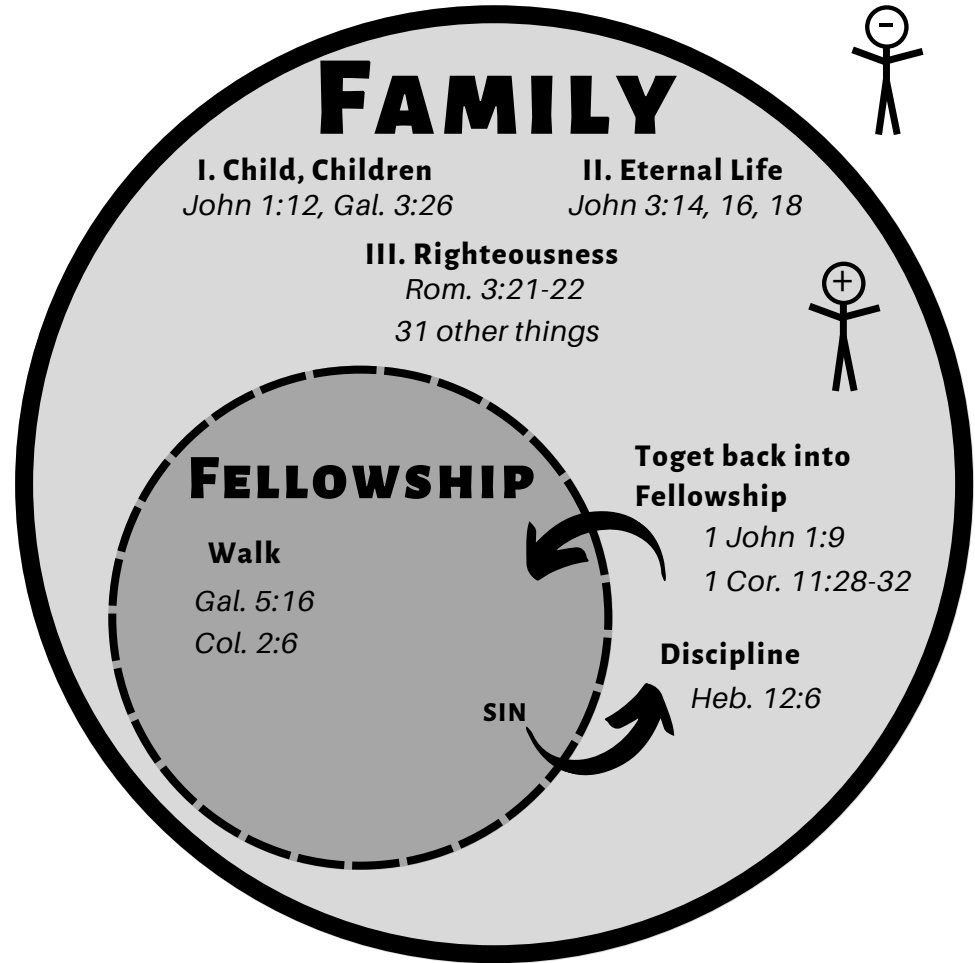 FAMILY
I. Child, Children
John 1:12, Gal. 3:26
II. Eternal Life
John 3:14, 16, 18
III. Righteousness
Rom. 3:21-22
31 other things
FELLOWSHIP
Walk
Gal. 5:16
Col. 2:6
SIN
Toget back into
Fellowship
1 John 1:9
1 Cor. 11:28-32
Discipline
Heb. 12:6
−
+